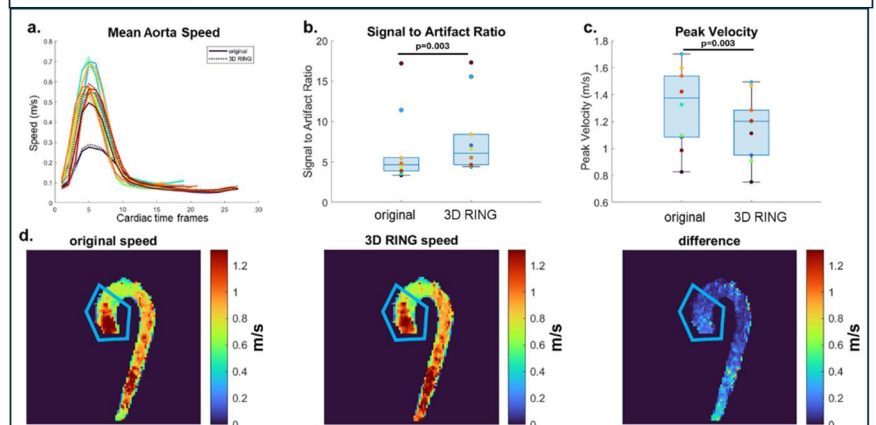 a.
Mean Aorta Speed
original
3D RING
0.8
0.7
0.6
0.5
0.4
0.3
0.2
0.1
0
Speed (m/s)
0 5 10 15 20 25 30
Cardiac time frames
b.
Signal to Artifact Ratio
p=0.003
20
15
10
5
0
Signal to Artifact Ratio
original 3D RING
c.
Peak Velocity
p=0.003
1.8
1.6
1.4
1.2
1
0.8
0.6
Peak Velocity (m/s)
original 3D RING
d.
original speed
1.2
1
0.8
0.6
0.4
0.2
0
m/s
3D RING speed
1.2
1
0.8
0.6
0.4
0.2
0
m/s
difference
1.2
1
0.8
0.6
0.4
0.2
0
m/s